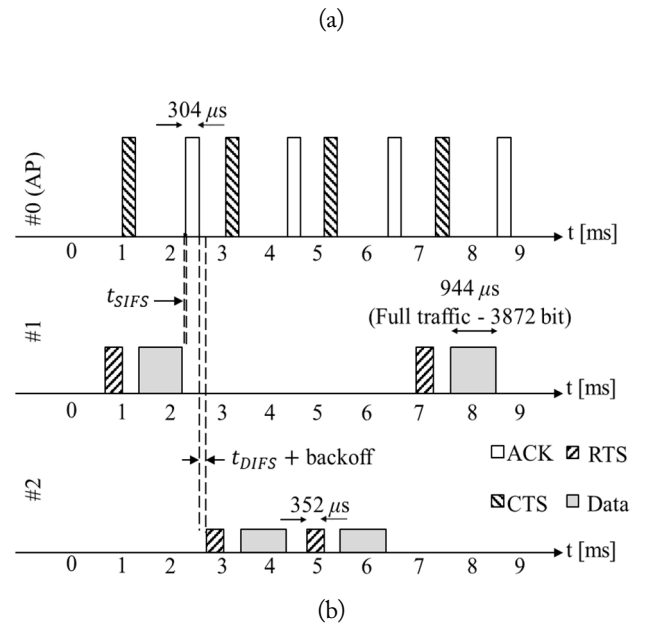 (a)
304 μs
#0 (AP)
t [ms]
0 1 2 3 4 5 6 7 8 9
t_SIFS
944 μs
(Full traffic - 3872 bit)
#1
t [ms]
0 1 2 3 4 5 6 7 8 9
t_DIFS + backoff
ACK RTS
#2
352 μs
CTS Data
t [ms]
0 1 2 3 4 5 6 7 8 9
(b)